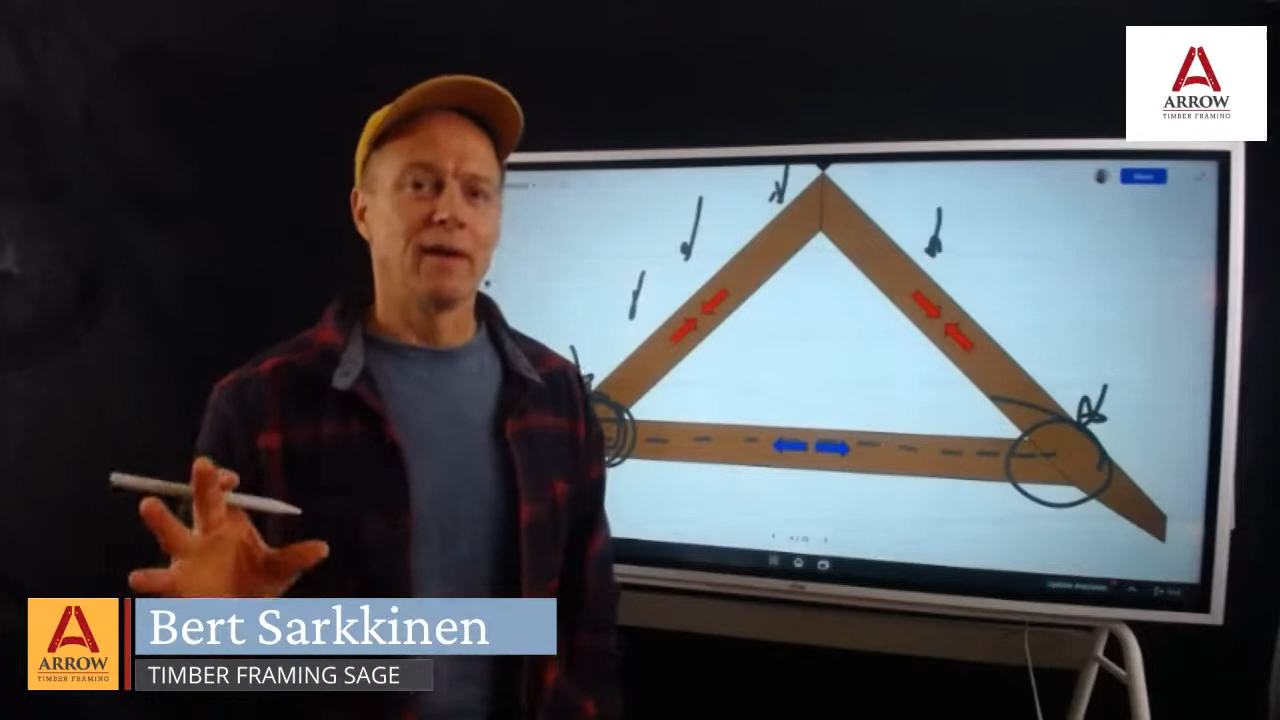 ARROW
TIMBER FRAMING
Bert Sarkkinen
TIMBER FRAMING SAGE
ARROW
TIMBER FRAMING